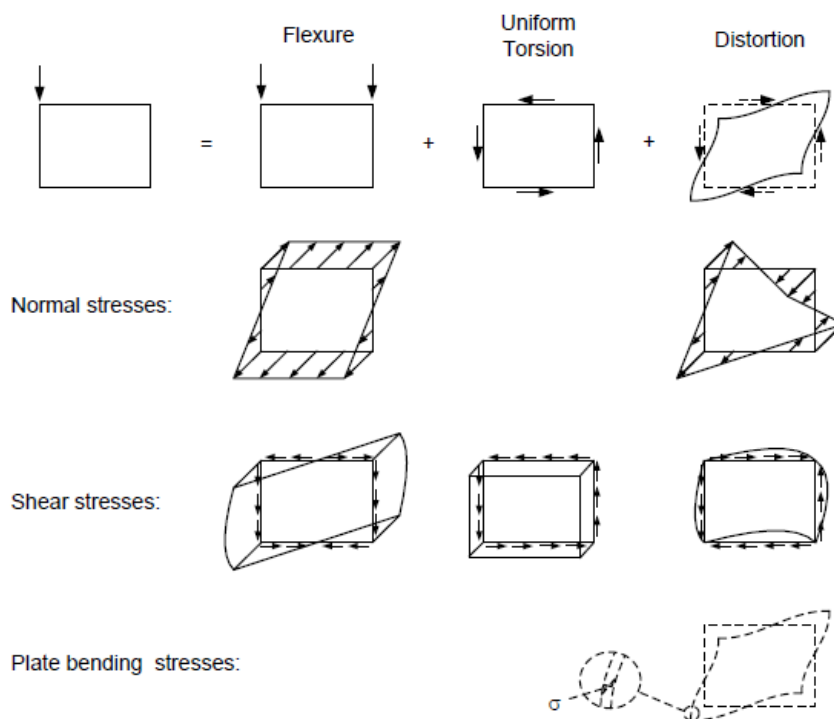 Flexure
Uniform
Torsion
Distortion
=
+
+
Normal stresses:
Shear stresses:
Plate bending stresses:
σ